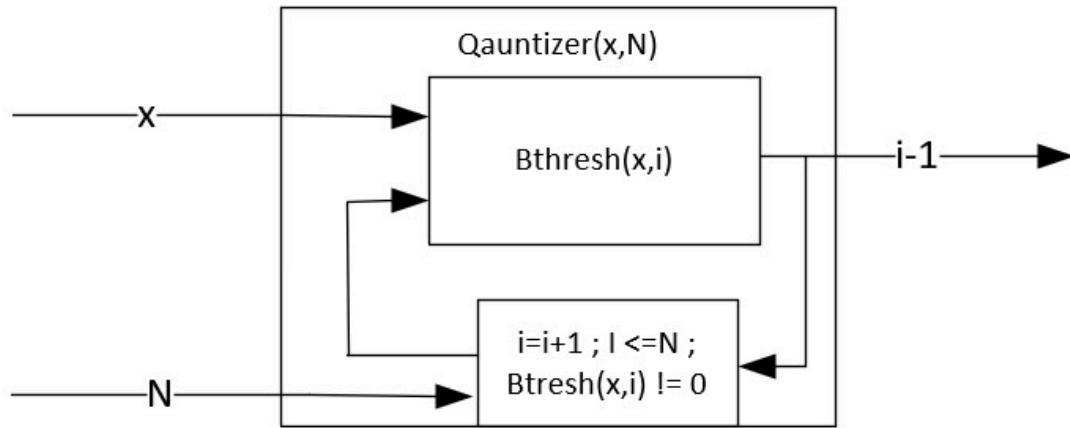 Qauntizer(x,N)
x
Bthresh(x,i)
i-1
i=i+1 ; I <=N ;
Btresh(x,i) != 0
N